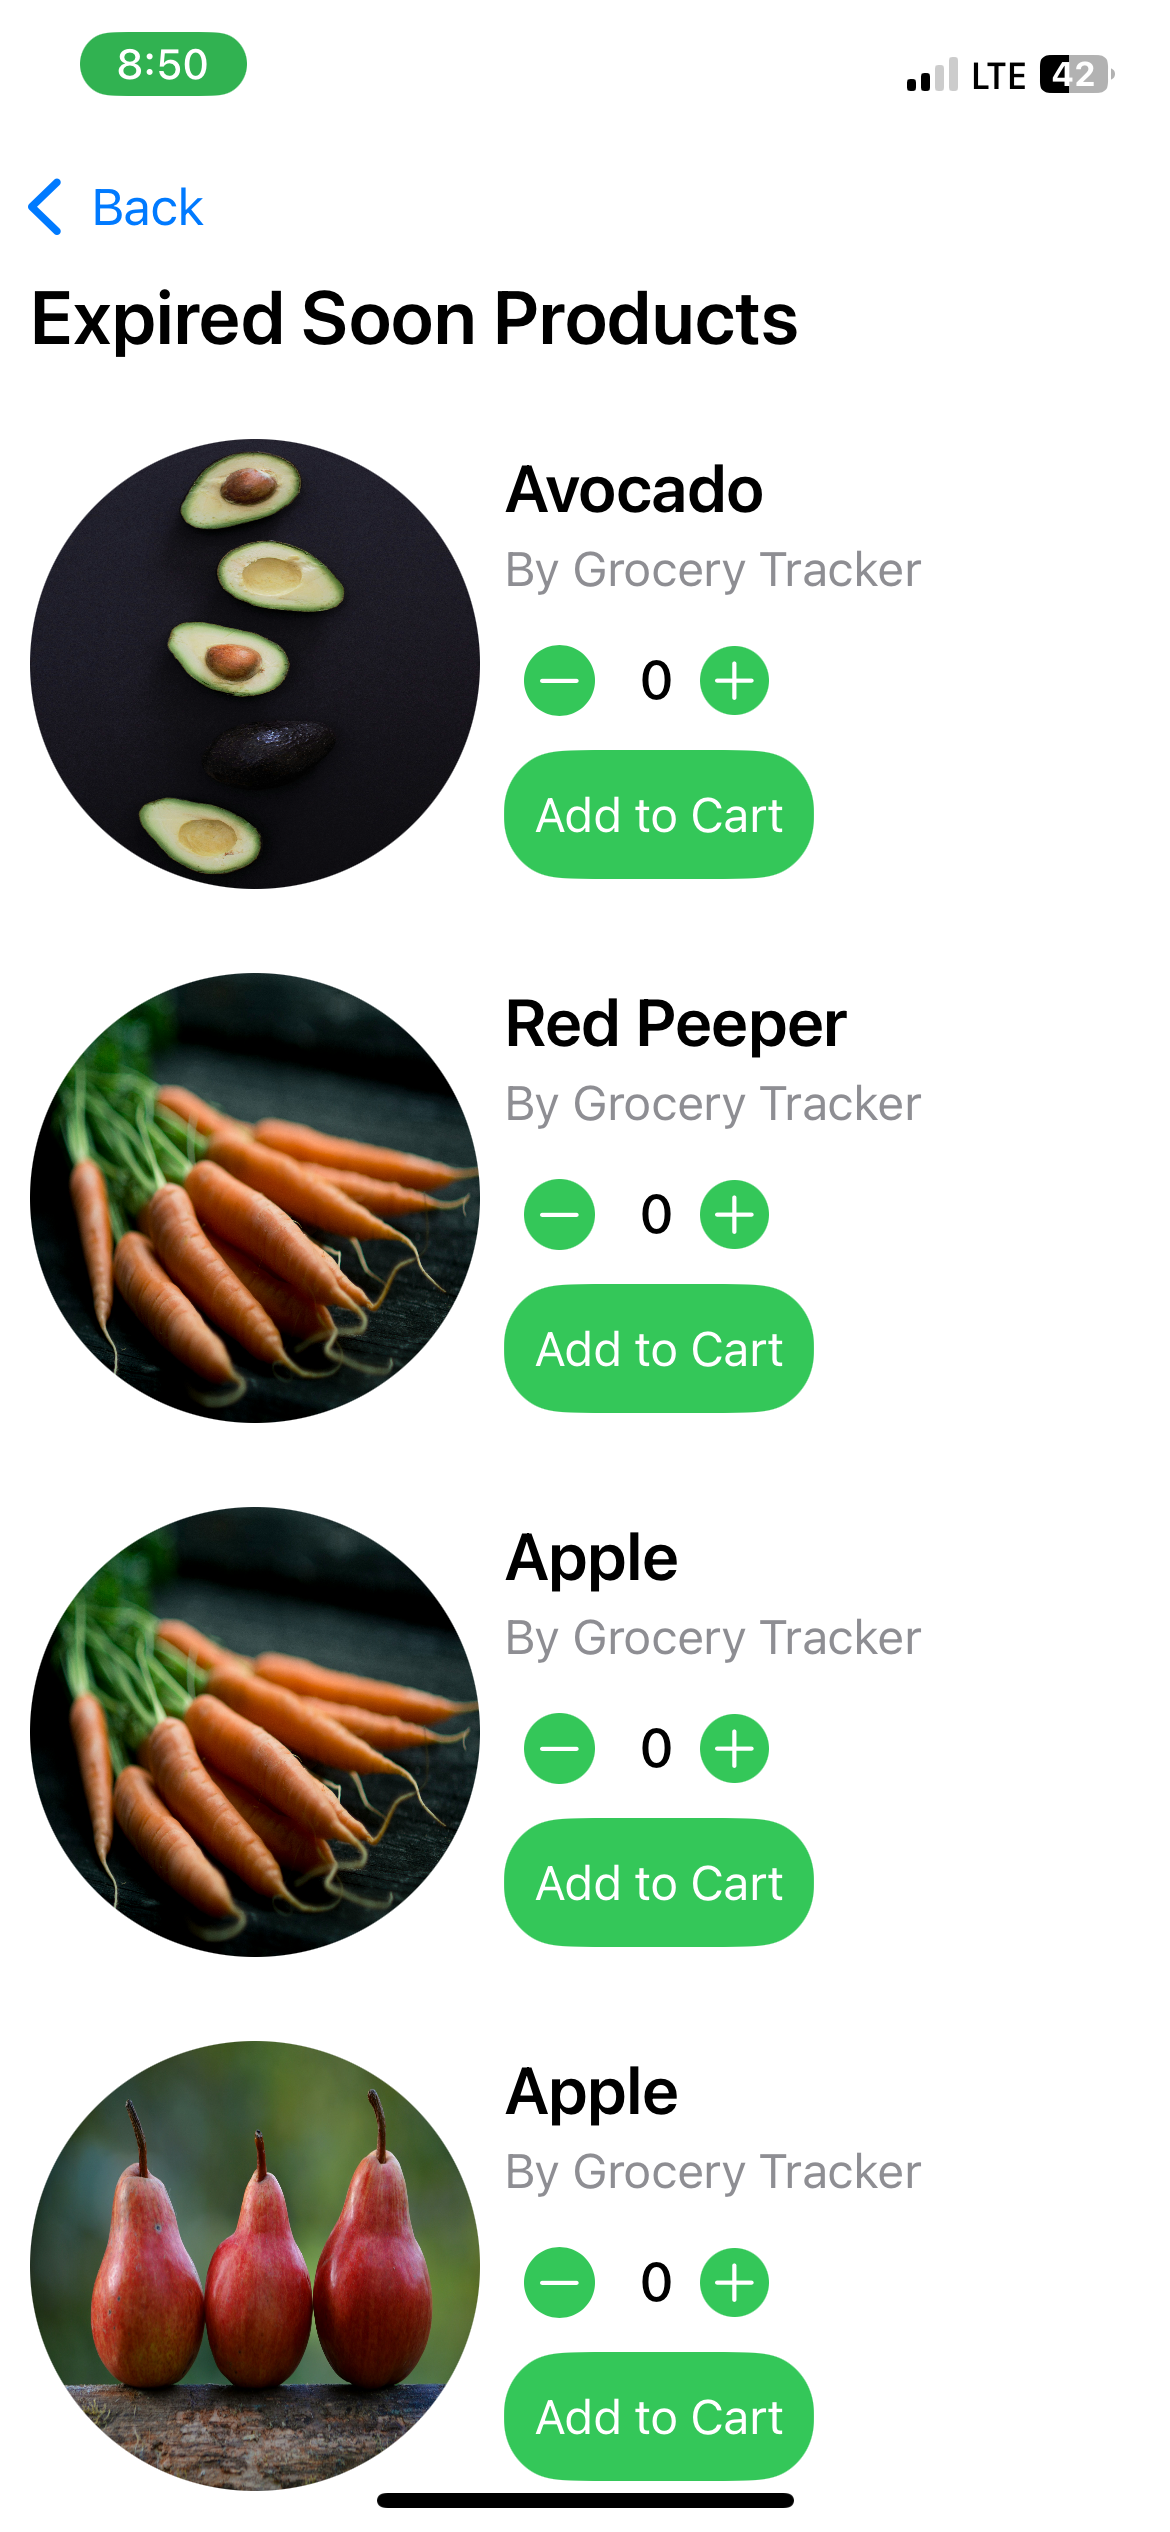 8:50
LTE 42
Back
Expired Soon Products
Avocado
By Grocery Tracker
0
Add to Cart
Red Peeper
By Grocery Tracker
0
Add to Cart
Apple
By Grocery Tracker
0
Add to Cart
Apple
By Grocery Tracker
0
Add to Cart